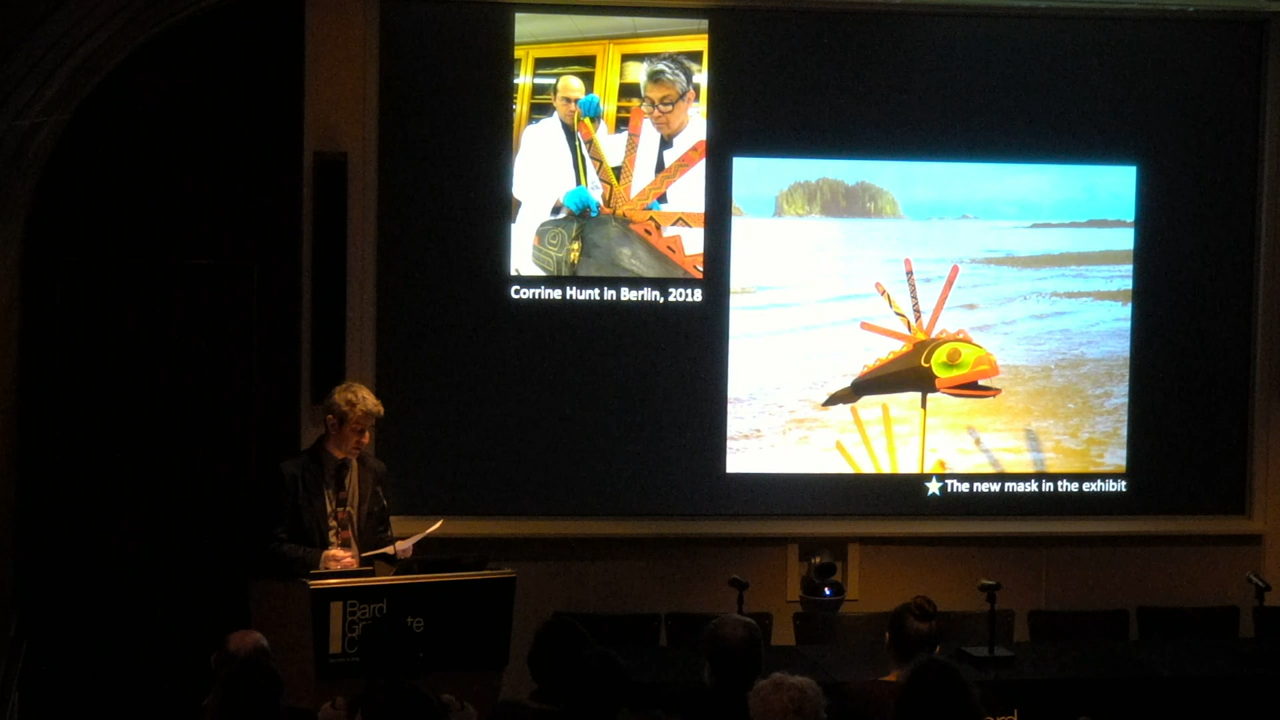 Corrine Hunt in Berlin, 2018
★ The new mask in the exhibit
Bard